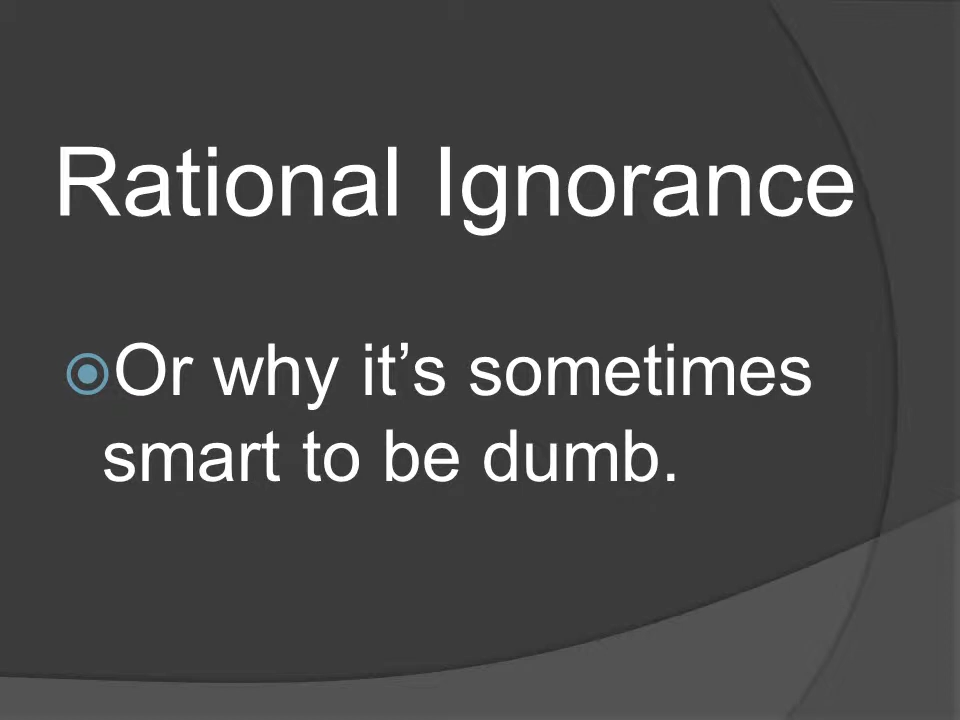 Rational Ignorance
Or why it’s sometimes
smart to be dumb.